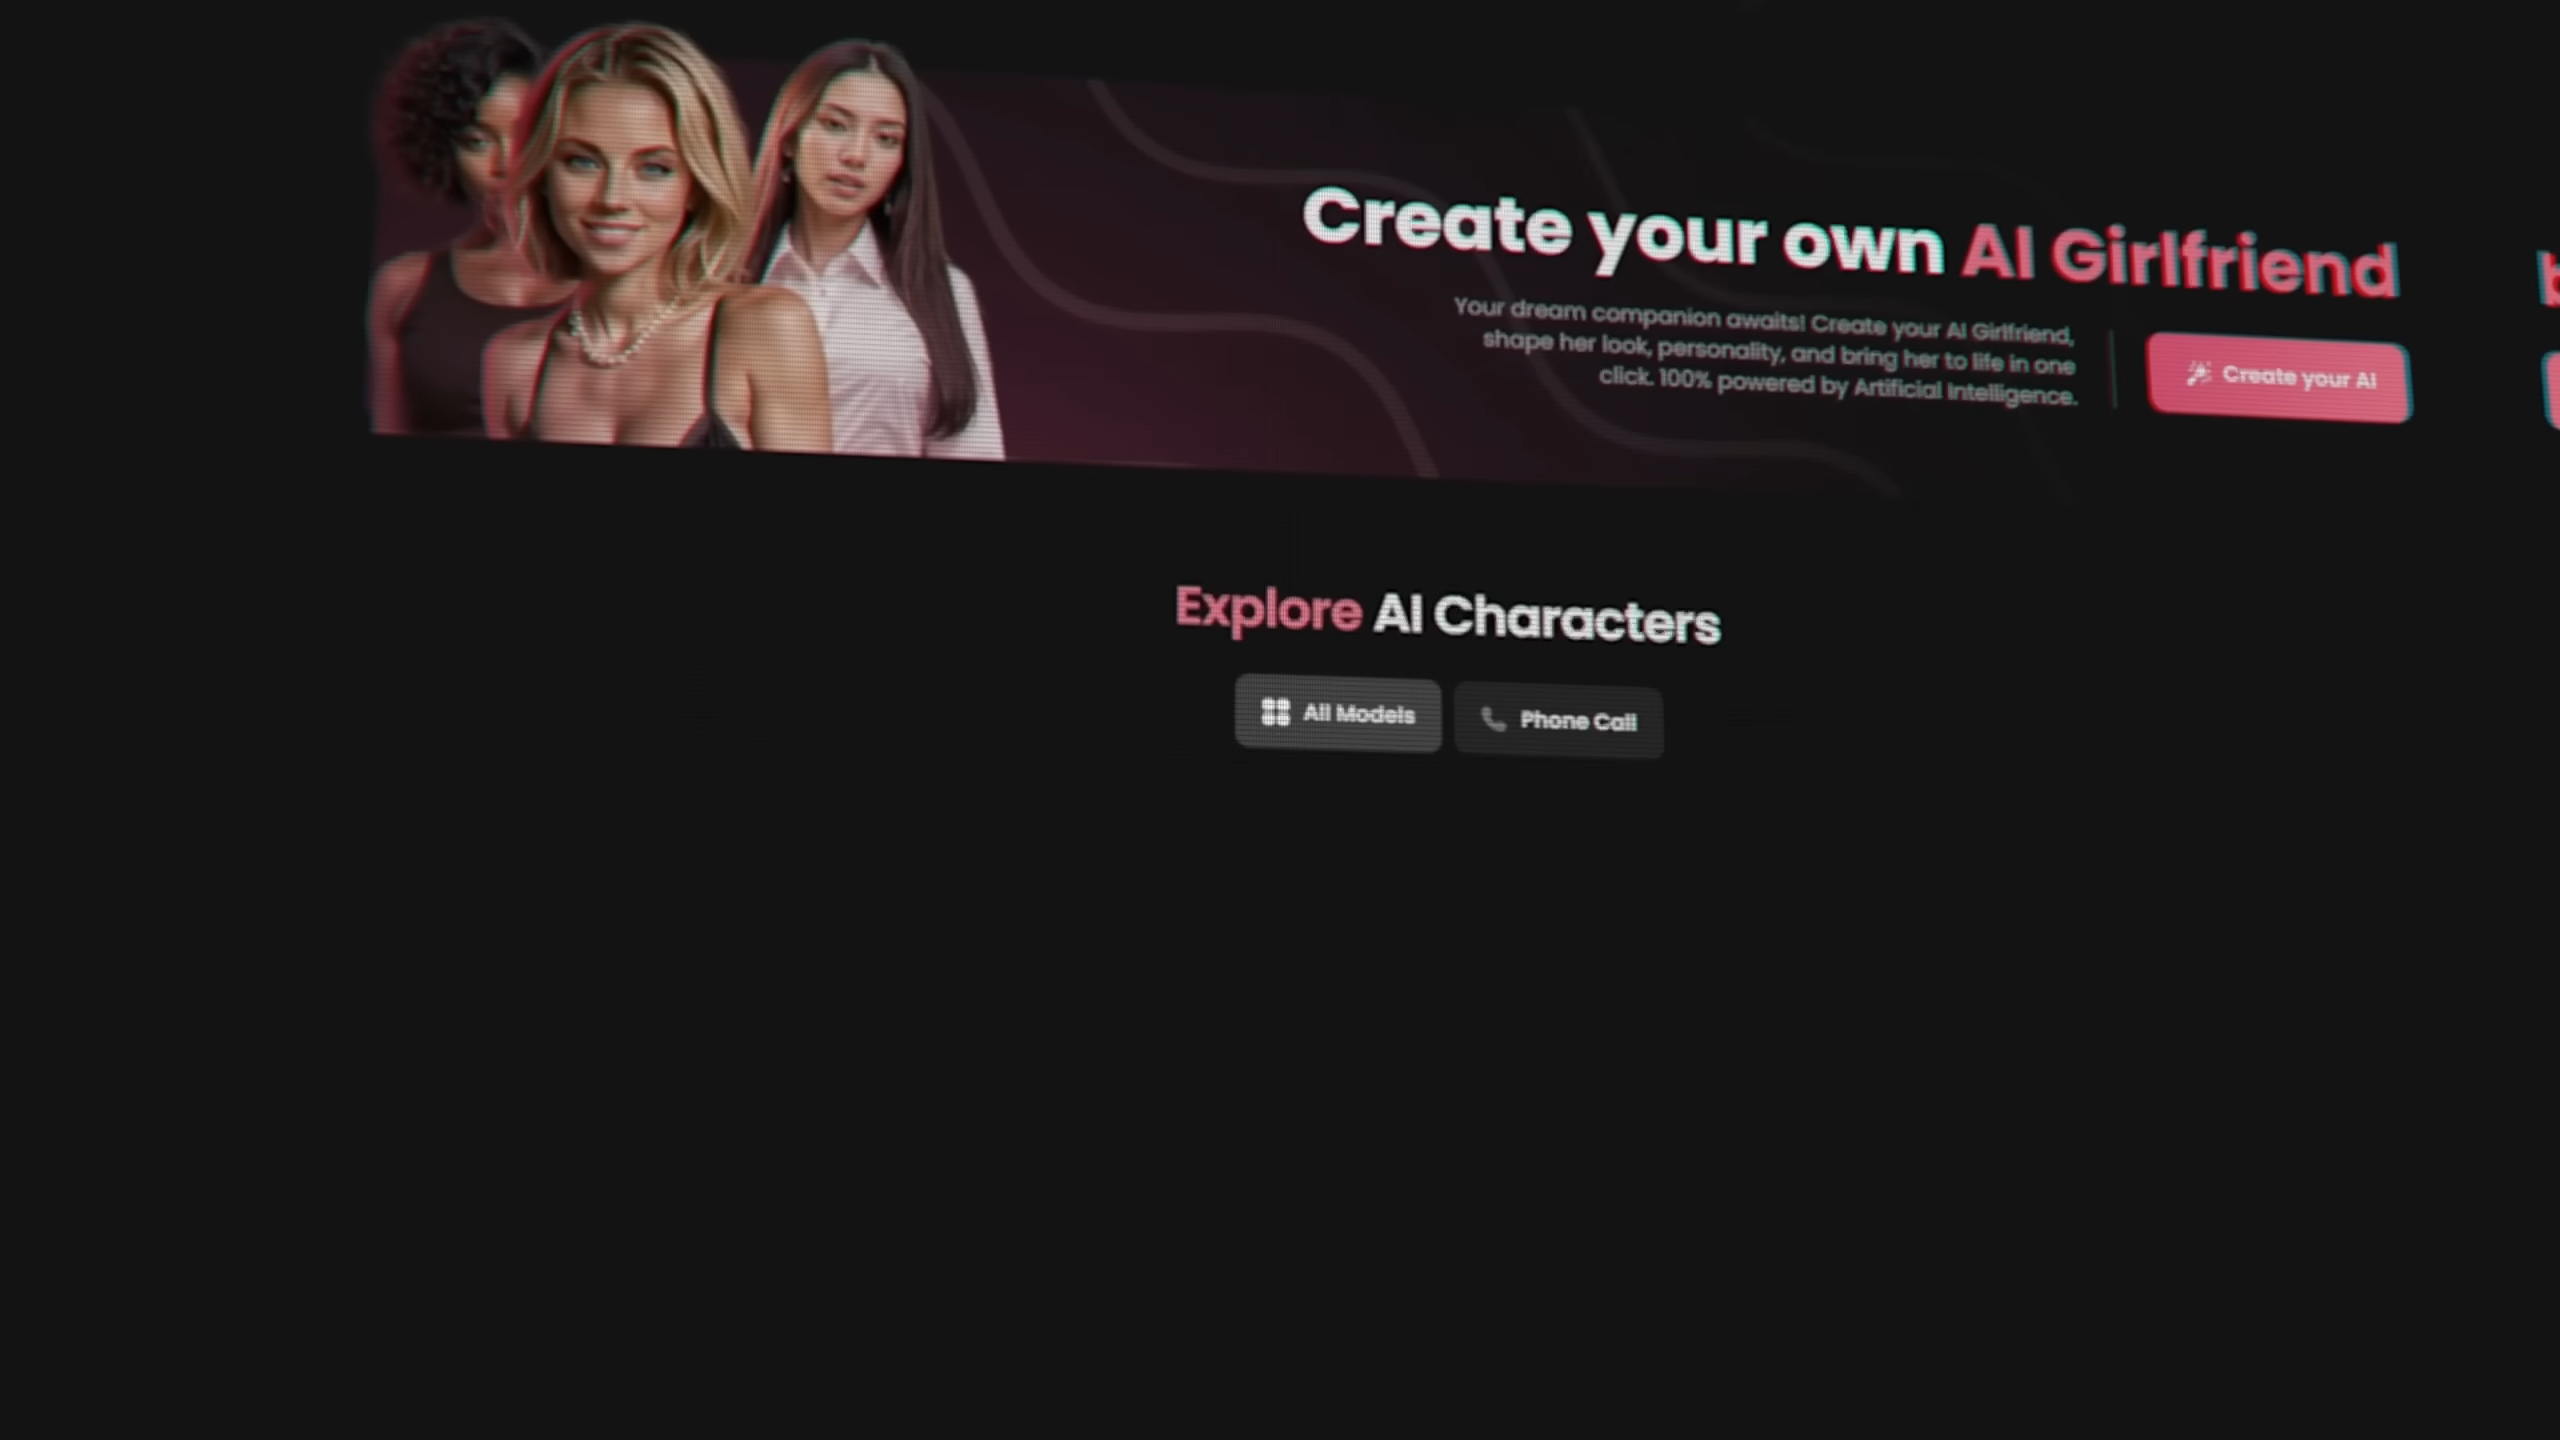 Create your own AI Girlfriend
Your dream companion awaits! Create your AI Girlfriend,
shape her look, personality, and bring her to life in one
click. 100% powered by Artificial Intelligence.
Create your AI
Explore AI Characters
All Models
Phone Call